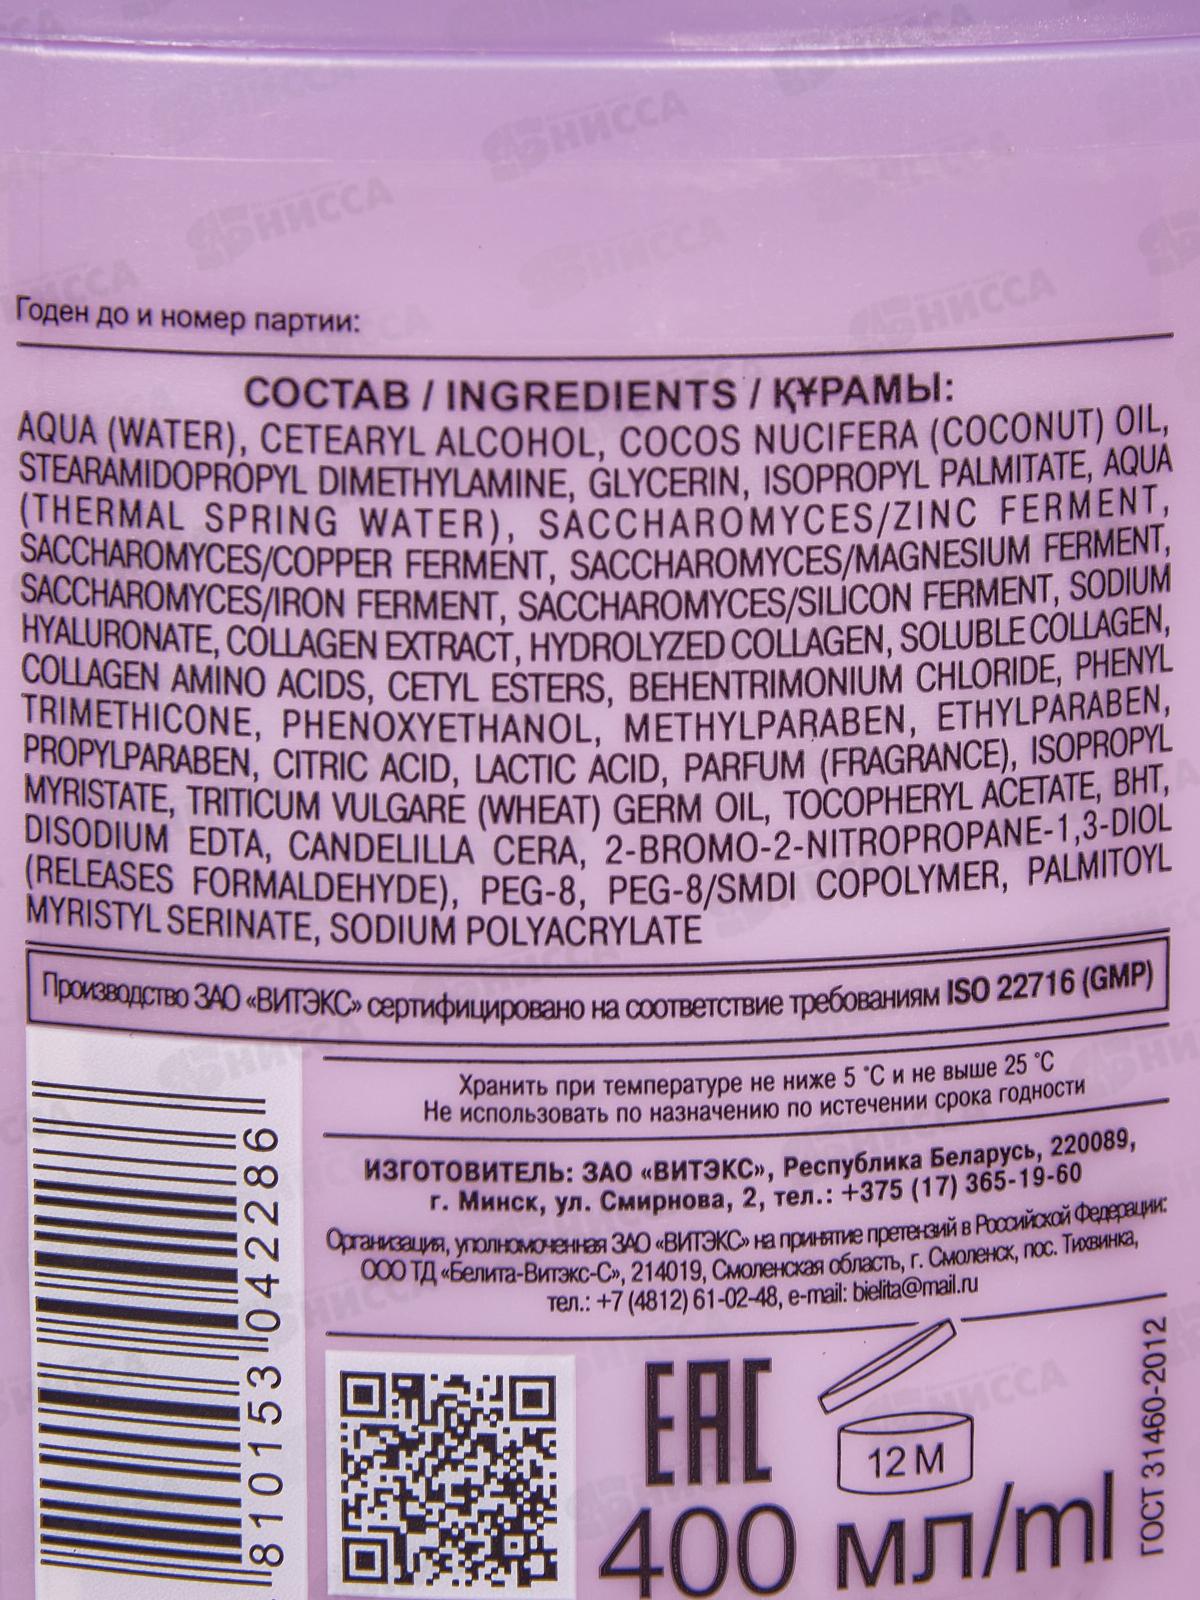 Годен до и номер партии:
СОСТАВ / INGREDIENTS / ҚҰРАМЫ:
AQUA (WATER), CETEARYL ALCOHOL, COCOS NUCIFERA (COCONUT) OIL,
STEARAMIDOPROPYL DIMETHYLAMINE, GLYCERIN, ISOPROPYL PALMITATE, AQUA
(THERMAL SPRING WATER), SACCHAROMYCES/ZINC FERMENT,
SACCHAROMYCES/COPPER FERMENT, SACCHAROMYCES/MAGNESIUM FERMENT,
SACCHAROMYCES/IRON FERMENT, SACCHAROMYCES/SILICON FERMENT, SODIUM
HYALURONATE, COLLAGEN EXTRACT, HYDROLYZED COLLAGEN, SOLUBLE COLLAGEN,
COLLAGEN AMINO ACIDS, CETYL ESTERS, BEHENTRIMONIUM CHLORIDE, PHENYL
TRIMETHICONE, PHENOXYETHANOL, METHYLPARABEN, ETHYLPARABEN,
PROPYLPARABEN, CITRIC ACID, LACTIC ACID, PARFUM (FRAGRANCE), ISOPROPYL
MYRISTATE, TRITICUM VULGARE (WHEAT) GERM OIL, TOCOPHERYL ACETATE, BHT,
DISODIUM EDTA, CANDELILLA CERA, 2-BROMO-2-NITROPROPANE-1,3-DIOL
(RELEASES FORMALDEHYDE), PEG-8, PEG-8/SMDI COPOLYMER, PALMITOYL
MYRISTYL SERINATE, SODIUM POLYACRYLATE
Производство ЗАО «ВИТЭКС» сертифицировано на соответствие требованиям ISO 22716 (GMP)
Хранить при температуре не ниже 5 °C и не выше 25 °C
Не использовать по назначению по истечении срока годности
ИЗГОТОВИТЕЛЬ: ЗАО «ВИТЭКС», Республика Беларусь, 220089,
г. Минск, ул. Смирнова, 2, тел.: +375 (17) 365-19-60
Организация, уполномоченная ЗАО «ВИТЭКС» на принятие претензий в Российской Федерации:
ООО ТД «Белита-Витэкс-С», 214019, Смоленская область, г. Смоленск, пос. Тихвинка,
тел.: +7 (4812) 61-02-48, e-mail: bielita@mail.ru
810153 042286
EAC
12 M
400 мл/ml
ГОСТ 31460-2012